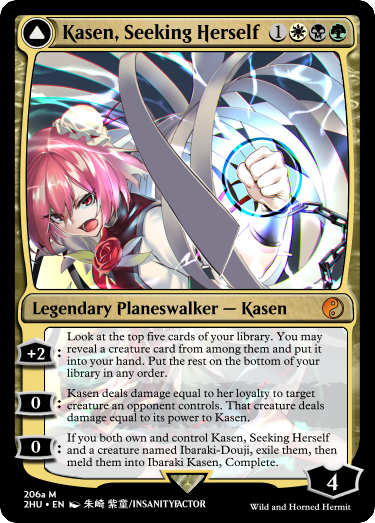 Kasen, Seeking Herself 1
Legendary Planeswalker — Kasen
+2: Look at the top five cards of your library. You may
reveal a creature card from among them and put it
into your hand. Put the rest on the bottom of your
library in any order.
0: Kasen deals damage equal to her loyalty to target
creature an opponent controls. That creature deals
damage equal to its power to Kasen.
0: If you both own and control Kasen, Seeking Herself
and a creature named Ibaraki-Douji, exile them, then
meld them into Ibaraki Kasen, Complete.
4
206a M
2HU • EN 朱崎 紫童/INSANITYFACTOR
Wild and Horned Hermit